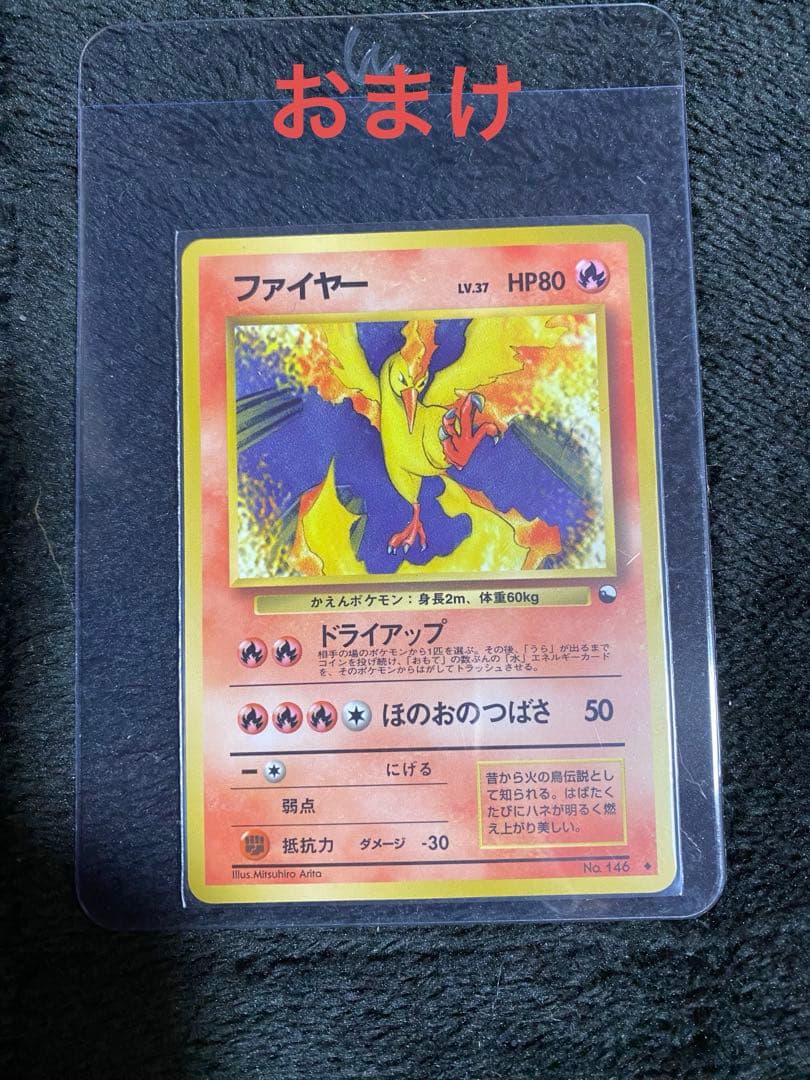 おまけ
ファイヤー LV.37 HP80
かえんポケモン：身長2m、体重60kg
ドライアップ
相手の場のポケモンから1匹を選ぶ。その後、「うら」が出るまで
コインを投げ続け、「おもて」の数ぶんの「水」エネルギーカード
を、そのポケモンからはがしてトラッシュさせる。
ほのおのつばさ 50
にげる
弱点
抵抗力 ダメージ -30
昔から火の鳥伝説とし
て知られる。はばたく
たびにハネが明るく燃
え上がり美しい。
Illus.Mitsuhiro Arita
No. 146